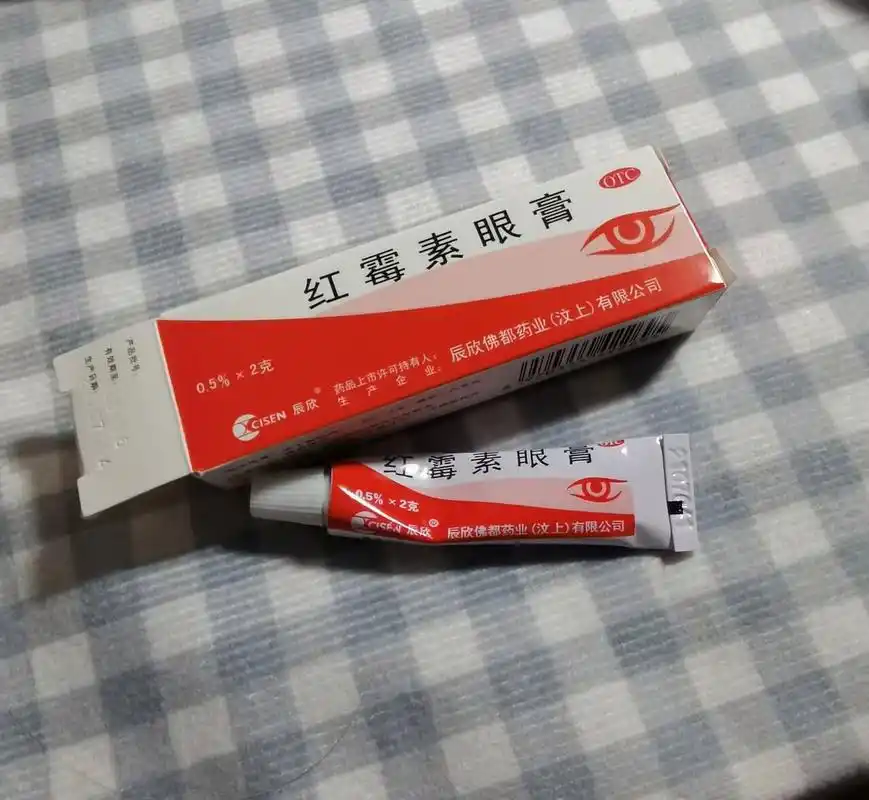 OTC
红霉素眼膏
0.5% × 2克
CISEN 辰欣®
药品上市许可持有人：
生产企业：
辰欣佛都药业（汶上）有限公司
产品批号
有效期至
生产日期
OTC
红霉素眼膏
0.5% × 2克
CISEN 辰欣®
辰欣佛都药业（汶上）有限公司